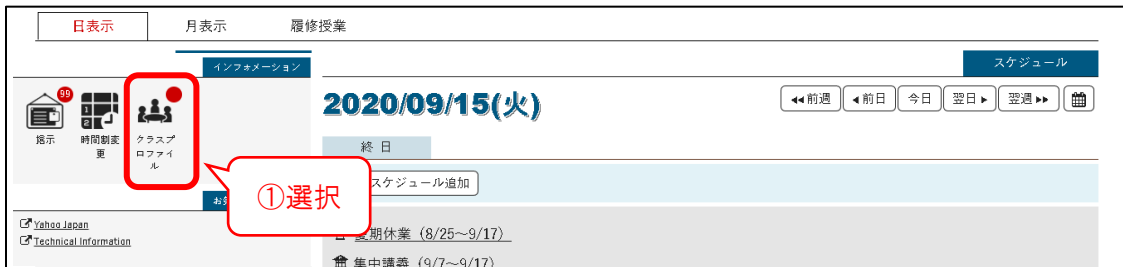 日表示 月表示 履修授業
インフォメーション
スケジュール
99
掲示
時間割変
更
クラスプ
ロファイ
ル
2020/09/15(火)
前週 前日 今日 翌日 翌週
終日
スケジュール追加
①選択
Yahoo Japan
Technical Information
夏期休業（8/25～9/17）
集中講義（9/7～9/17）